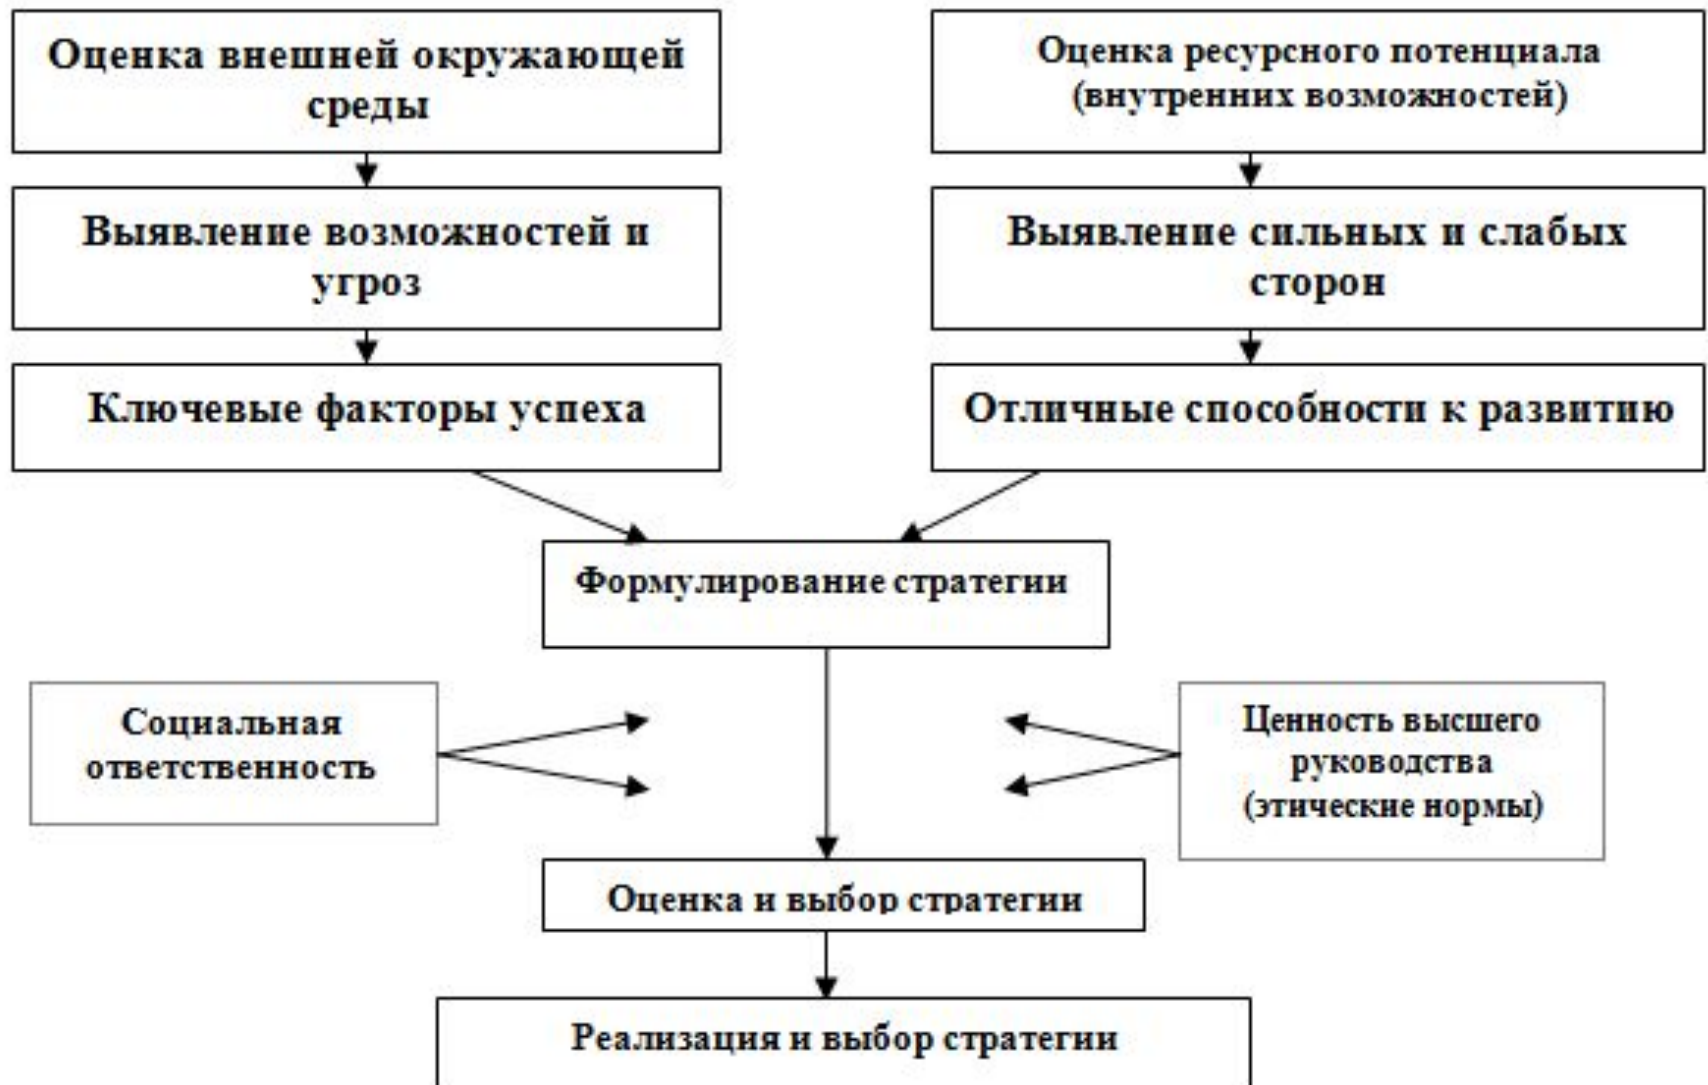 Оценка внешней окружающей
среды
Оценка ресурсного потенциала
(внутренних возможностей)
Выявление возможностей и
угроз
Выявление сильных и слабых
сторон
Ключевые факторы успеха
Отличные способности к развитию
Формулирование стратегии
Социальная
ответственность
Ценность высшего
руководства
(этические нормы)
Оценка и выбор стратегии
Реализация и выбор стратегии